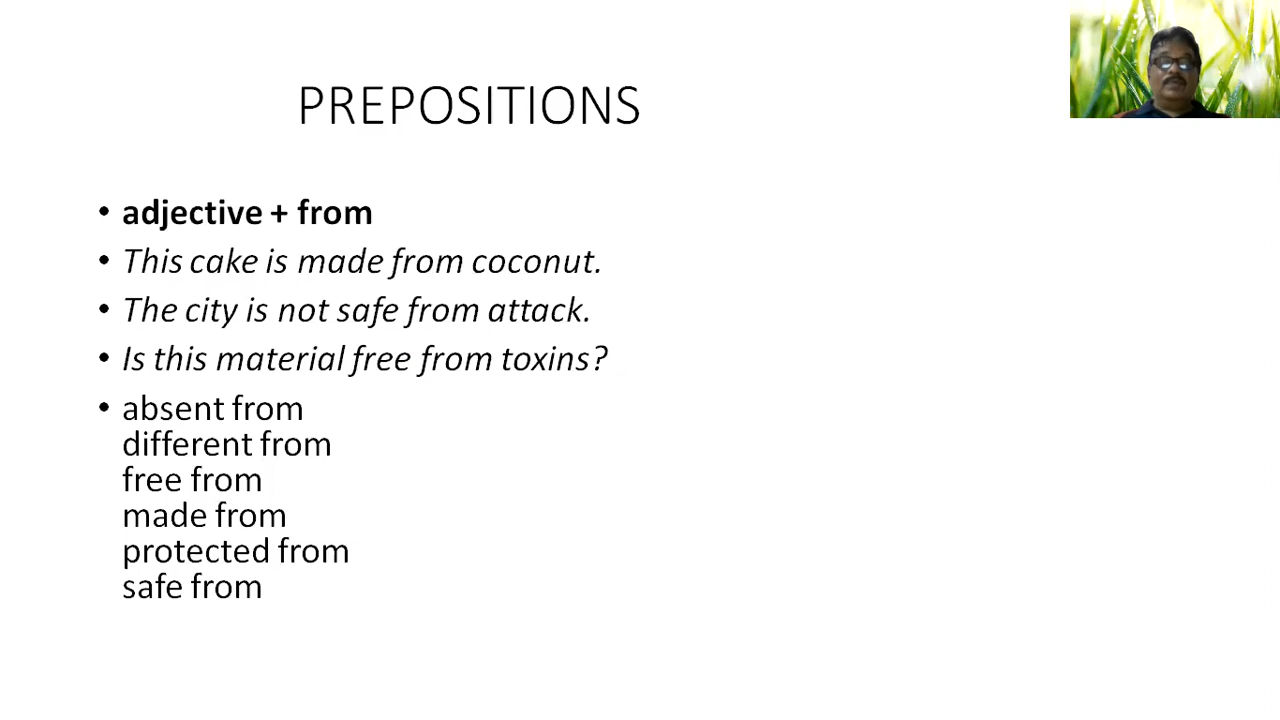 PREPOSITIONS
• adjective + from
• This cake is made from coconut.
• The city is not safe from attack.
• Is this material free from toxins?
• absent from
different from
free from
made from
protected from
safe from